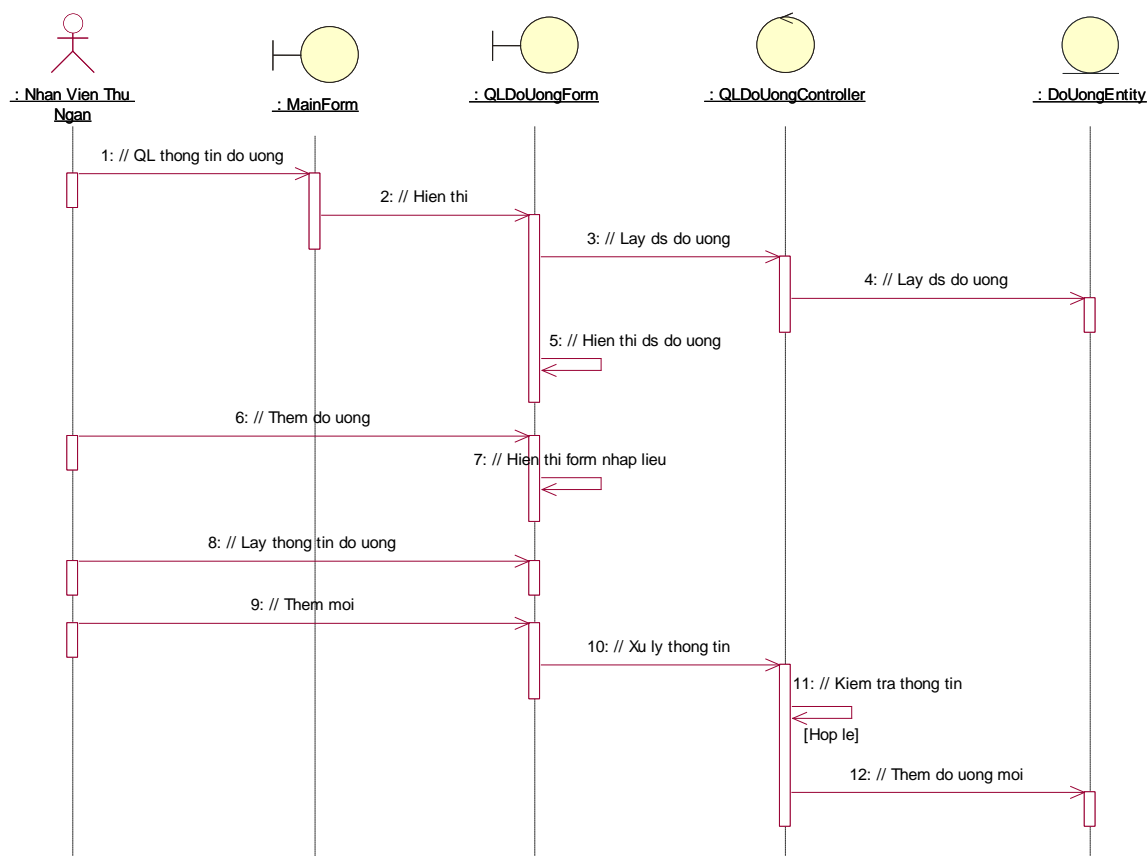 : Nhan Vien Thu
Ngan
: MainForm
: QLDoUongForm
: QLDoUongController
: DoUongEntity
1: // QL thong tin do uong
2: // Hien thi
3: // Lay ds do uong
4: // Lay ds do uong
5: // Hien thi ds do uong
6: // Them do uong
7: // Hien thi form nhap lieu
8: // Lay thong tin do uong
9: // Them moi
10: // Xu ly thong tin
11: // Kiem tra thong tin
[Hop le]
12: // Them do uong moi